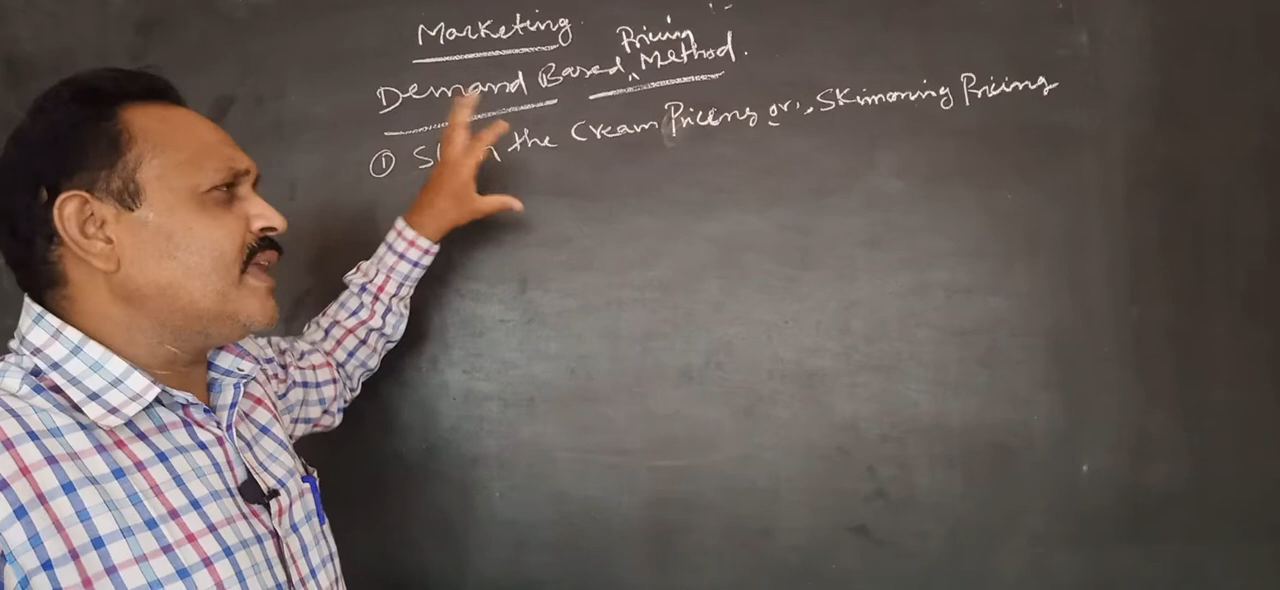 Marketing
Demand Based Pricing Method.
① the Cream Pricing or, Skimming Pricing